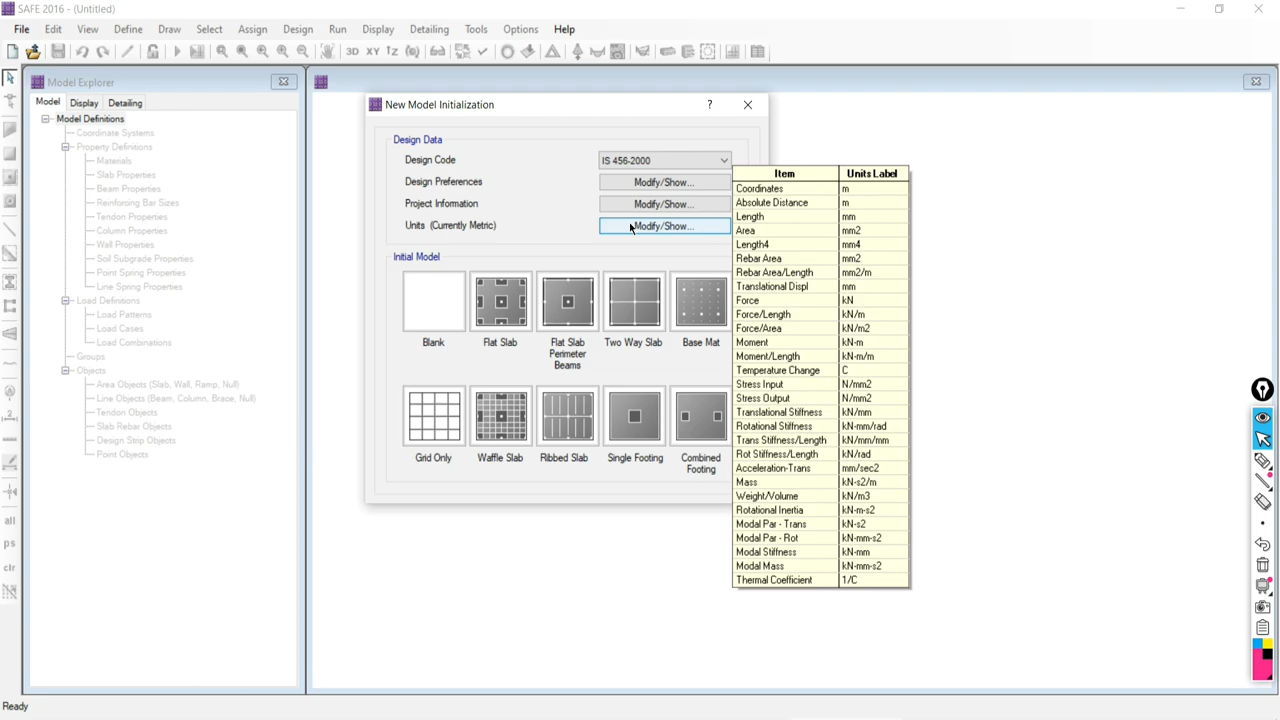 SAFE 2016 - (Untitled)
File Edit View Define Draw Select Assign Design Run Display Detailing Tools Options Help
3D XY
Model Explorer
Model Display Detailing
Model Definitions
Coordinate Systems
Property Definitions
Materials
Slab Properties
Beam Properties
Reinforcing Bar Sizes
Tendon Properties
Column Properties
Wall Properties
Soil Subgrade Properties
Point Spring Properties
Line Spring Properties
Load Definitions
Load Patterns
Load Cases
Load Combinations
Groups
Objects
Area Objects (Slab, Wall, Ramp, Null)
Line Objects (Beam, Column, Brace, Null)
Tendon Objects
Slab Rebar Objects
Design Strip Objects
Point Objects
all
ps
clr
New Model Initialization ?
Design Data
Design Code IS 456-2000
Design Preferences Modify/Show...
Project Information Modify/Show...
Units (Currently Metric) Modify/Show...
Initial Model
Blank
Flat Slab
Flat Slab
Perimeter
Beams
Two Way Slab
Base Mat
Grid Only
Waffle Slab
Ribbed Slab
Single Footing
Combined
Footing
Item Units Label
Coordinates m
Absolute Distance m
Length mm
Area mm2
Length4 mm4
Rebar Area mm2
Rebar Area/Length mm2/m
Translational Displ mm
Force kN
Force/Length kN/m
Force/Area kN/m2
Moment kN-m
Moment/Length kN-m/m
Temperature Change C
Stress Input N/mm2
Stress Output N/mm2
Translational Stiffness kN/mm
Rotational Stiffness kN-mm/rad
Trans Stiffness/Length kN/mm/mm
Rot Stiffness/Length kN/rad
Acceleration-Trans mm/sec2
Mass kN-s2/m
Weight/Volume kN/m3
Rotational Inertia kN-m-s2
Modal Par - Trans kN-s2
Modal Par - Rot kN-mm-s2
Modal Stiffness kN-mm
Modal Mass kN-mm-s2
Thermal Coefficient 1/C
Ready